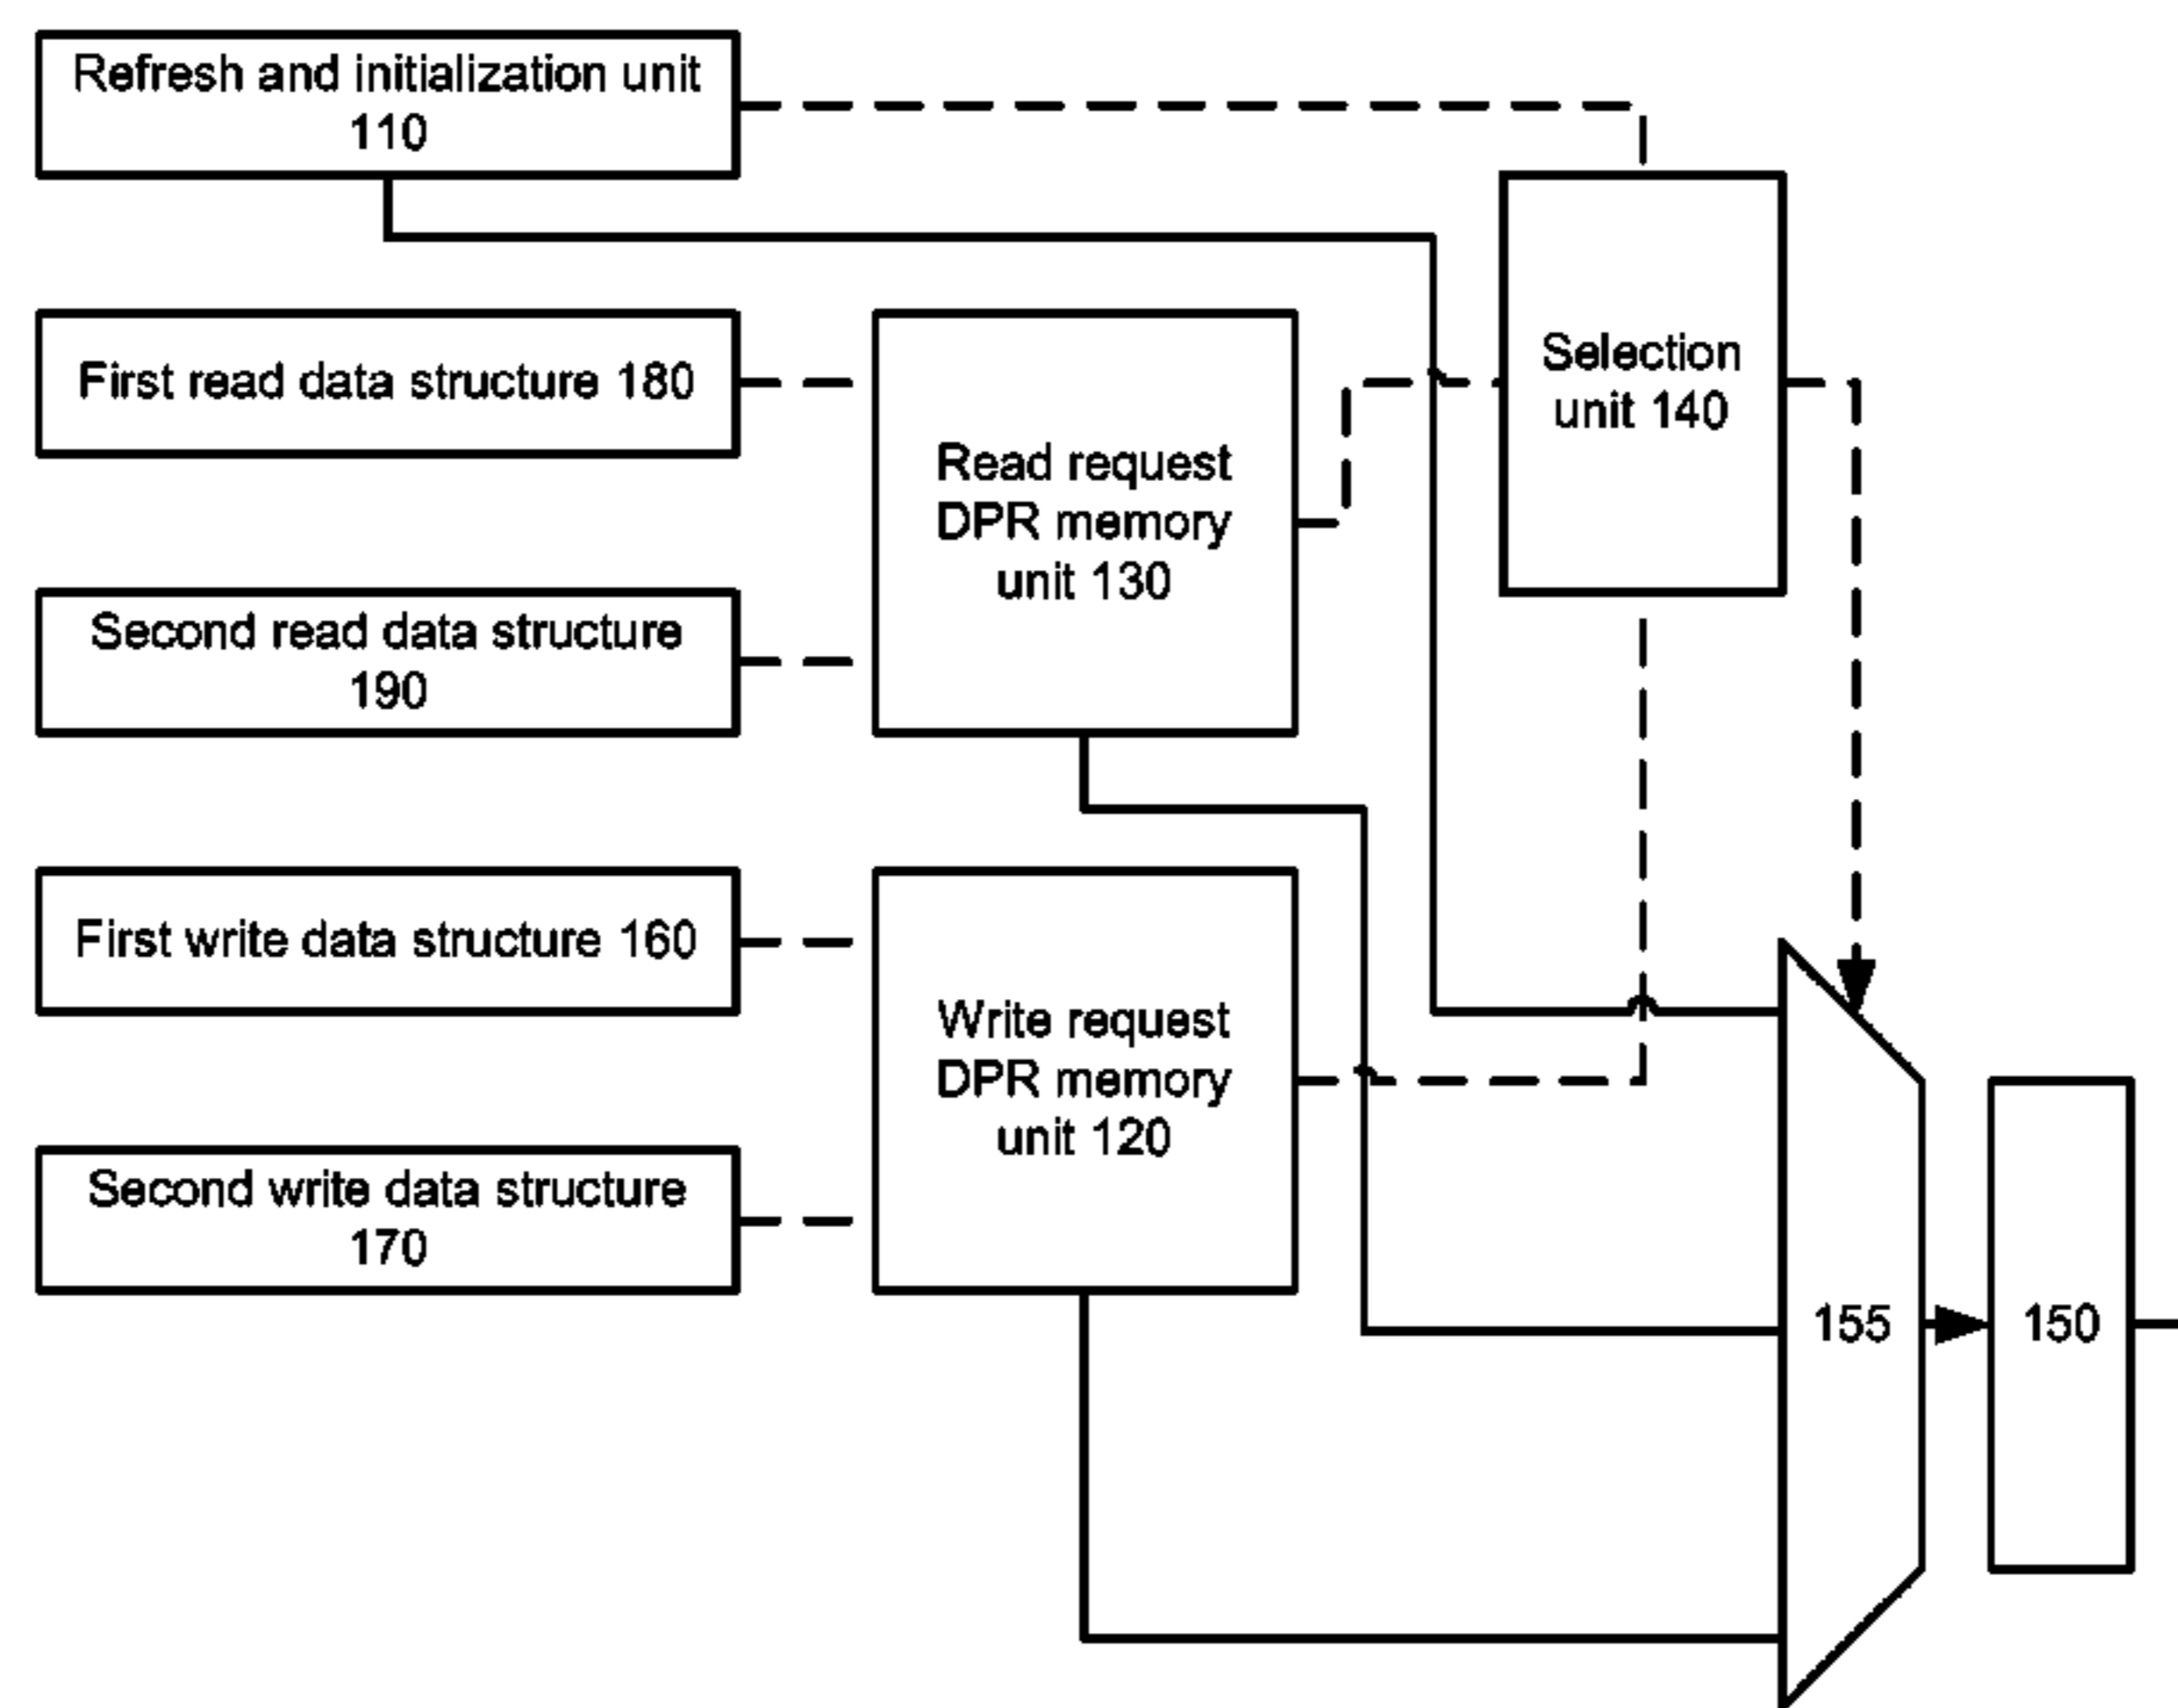 Refresh and initialization unit
110
First read data structure 180
Second read data structure
190
First write data structure 160
Second write data structure
170
Read request
DPR memory
unit 130
Write request
DPR memory
unit 120
Selection
unit 140
155
150